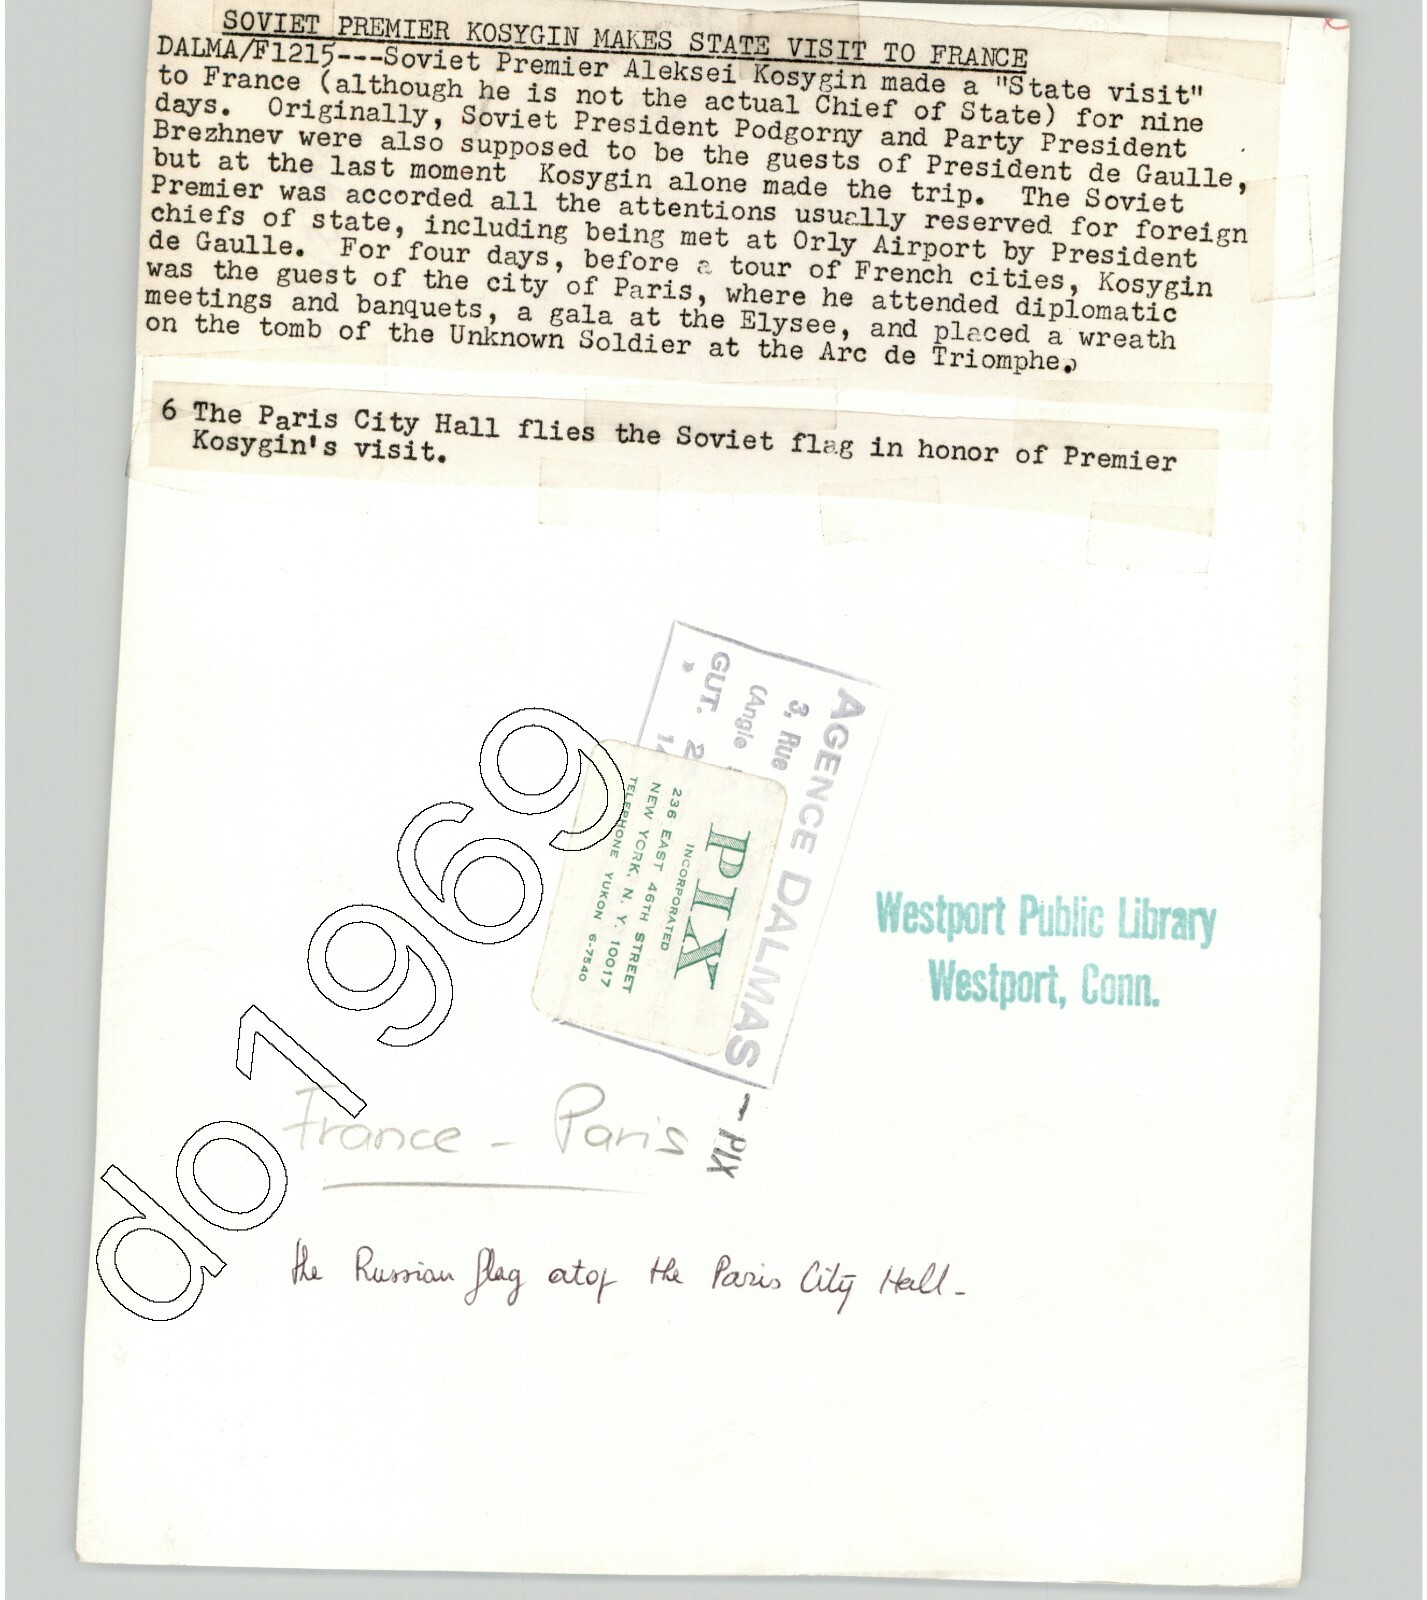 SOVIET PREMIER KOSYGIN MAKES STATE VISIT TO FRANCE
DALMA/F1215---Soviet Premier Aleksei Kosygin made a "State visit"
to France (although he is not the actual Chief of State) for nine
days.  Originally, Soviet President Podgorny and Party President
Brezhnev were also supposed to be the guests of President de Gaulle,
but at the last moment  Kosygin alone made the trip.  The Soviet
Premier was accorded all the attentions usually reserved for foreign
chiefs of state, including being met at Orly Airport by President
de Gaulle.  For four days, before a tour of French cities, Kosygin
was the guest of the city of Paris, where he attended diplomatic
meetings and banquets, a gala at the Elysee, and placed a wreath
on the tomb of the Unknown Soldier at the Arc de Triomphe.
6 The Paris City Hall flies the Soviet flag in honor of Premier
Kosygin's visit.
AGENCE DALMAS
3, Rue
(Angle
GUT. 2
PIX
INCORPORATED
236 EAST 46TH STREET
NEW YORK, N. Y. 10017
TELEPHONE YUKON 6-7540
Westport Public Library
Westport, Conn.
do1969
- PIX
France - Paris
the Russian flag atop the Paris City Hall-